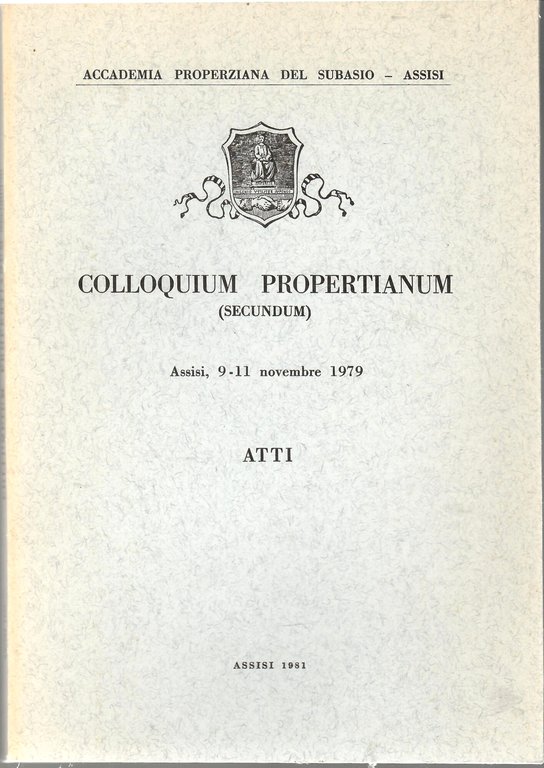 ACCADEMIA PROPERZIANA DEL SUBASIO – ASSISI
COLLOQUIUM PROPERTIANUM
(SECUNDUM)
Assisi, 9-11 novembre 1979
ATTI
ASSISI 1981